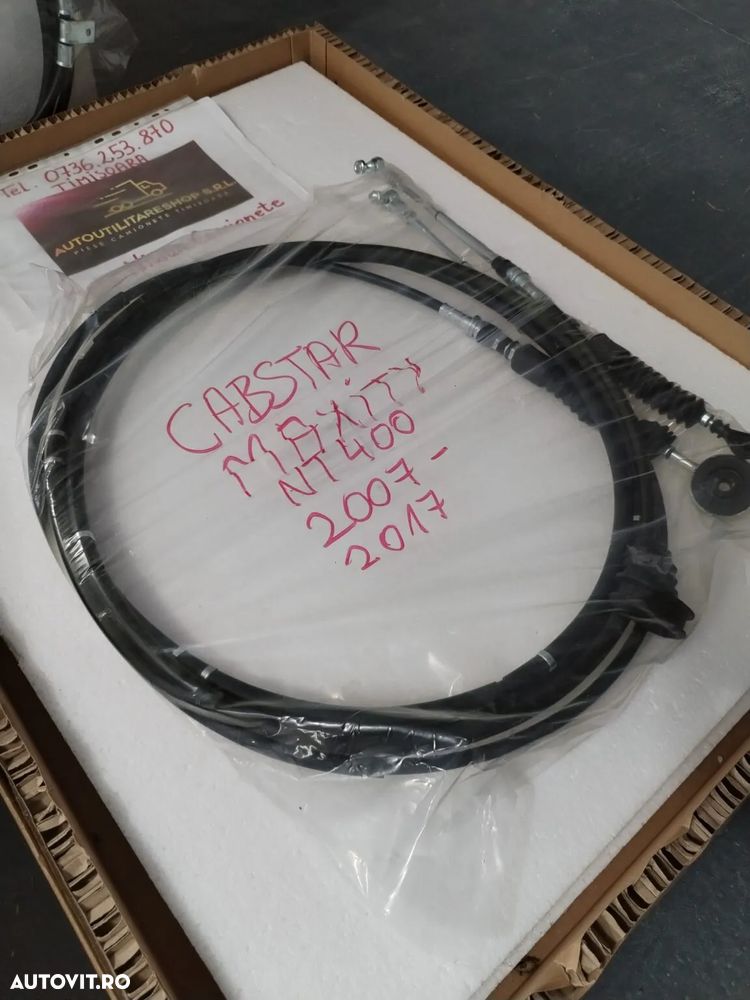 Tel. 0736.253.870
TIMISOARA
AUTOUTILITARESHOP S.R.L.
PIESE CAMIONETE TIMISOARA
CABSTAR
MAXITY
NT400
2007-
2017
AUTOVIT.RO